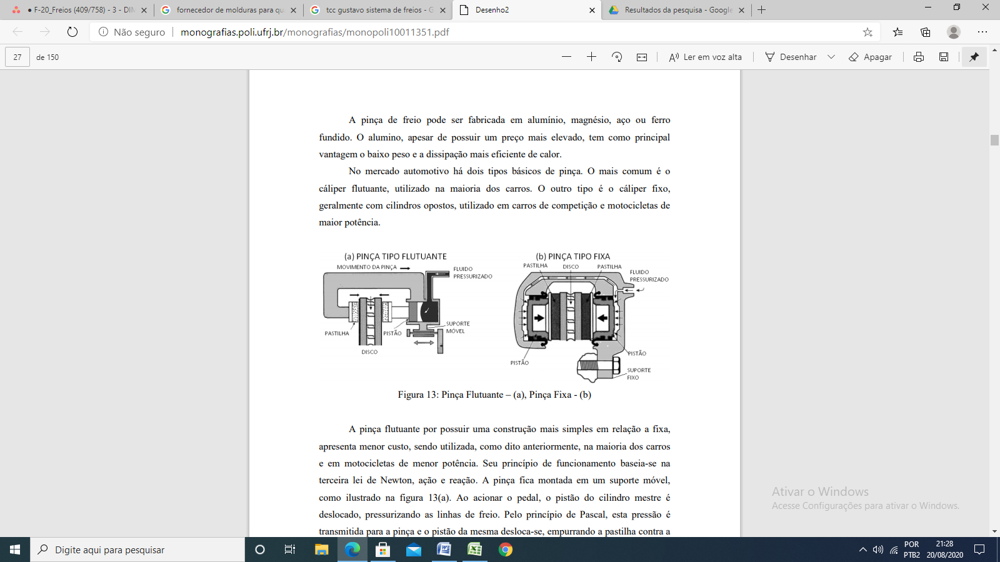 F-20_Freios (409/758) - 3 - DIM
fornecedor de molduras para qu
tcc gustavo sistema de freios - G
Desenho2
Resultados da pesquisa - Google
Não seguro
monografias.poli.ufrj.br/monografias/monopoli10011351.pdf
27
de 150
Ler em voz alta
Desenhar
Apagar
A pinça de freio pode ser fabricada em alumínio, magnésio, aço ou ferro
fundido. O alumino, apesar de possuir um preço mais elevado, tem como principal
vantagem o baixo peso e a dissipação mais eficiente de calor.
No mercado automotivo há dois tipos básicos de pinça. O mais comum é o
cáliper flutuante, utilizado na maioria dos carros. O outro tipo é o cáliper fixo,
geralmente com cilindros opostos, utilizado em carros de competição e motocicletas de
maior potência.
(a) PINÇA TIPO FLUTUANTE
MOVIMENTO DA PINÇA
FLUIDO
PRESSURIZADO
SUPORTE
MÓVEL
PASTILHA
PISTÃO
DISCO
(b) PINÇA TIPO FIXA
PASTILHA
DISCO
PASTILHA
FLUIDO
PRESSURIZADO
PISTÃO
PISTÃO
SUPORTE
FIXO
Figura 13: Pinça Flutuante – (a), Pinça Fixa - (b)
A pinça flutuante por possuir uma construção mais simples em relação a fixa,
apresenta menor custo, sendo utilizada, como dito anteriormente, na maioria dos carros
e em motocicletas de menor potência. Seu princípio de funcionamento baseia-se na
terceira lei de Newton, ação e reação. A pinça fica montada em um suporte móvel,
como ilustrado na figura 13(a). Ao acionar o pedal, o pistão do cilindro mestre é
deslocado, pressurizando as linhas de freio. Pelo princípio de Pascal, esta pressão é
transmitida para a pinça e o pistão da mesma desloca-se, empurrando a pastilha contra a
Ativar o Windows
Acesse Configurações para ativar o Windows.
Digite aqui para pesquisar
POR
PTB2
21:28
20/08/2020